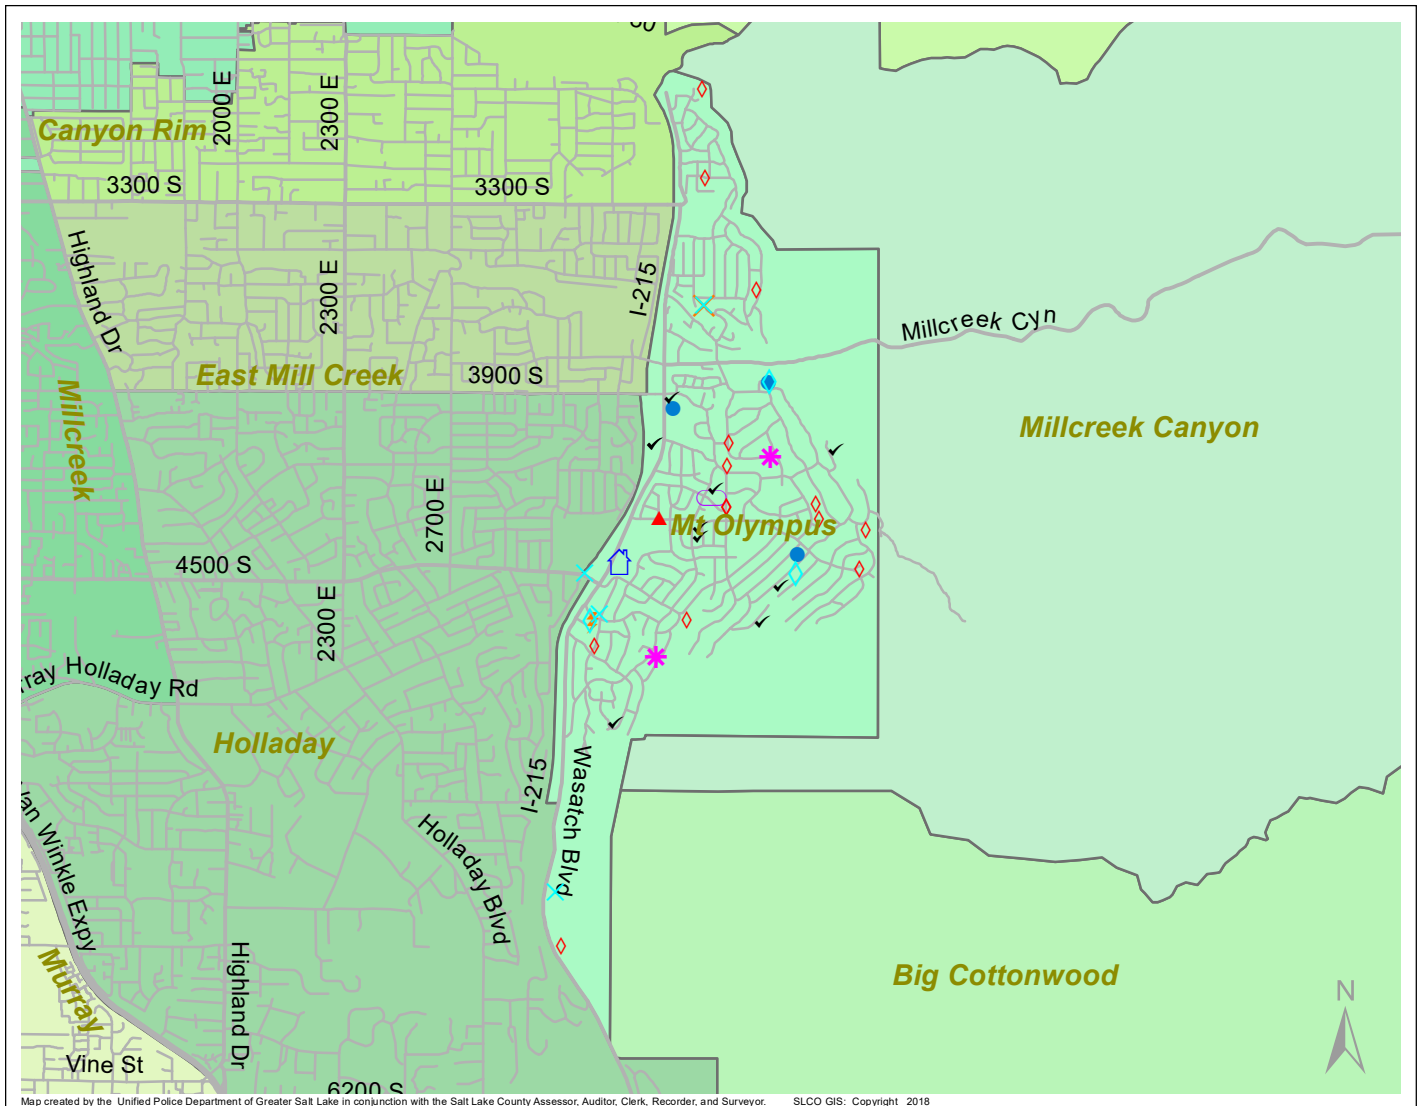 Canyon Rim
2000 E
2300 E
3300 S
3300 S
Highland Dr
2300 E
I-215
Millcreek Cyn
East Mill Creek
3900 S
Millcreek
Millcreek Canyon
2700 E
Mt Olympus
4500 S
2300 E
ray Holladay Rd
Holladay
I-215
Wasatch Blvd
Van Winkle Expy
Holladay Blvd
Murray
Highland Dr
Big Cottonwood
N
Vine St
6200 S
Map created by the Unified Police Department of Greater Salt Lake in conjunction with the Salt Lake County Assessor, Auditor, Clerk, Recorder, and Surveyor. SLCO GIS: Copyright 2018